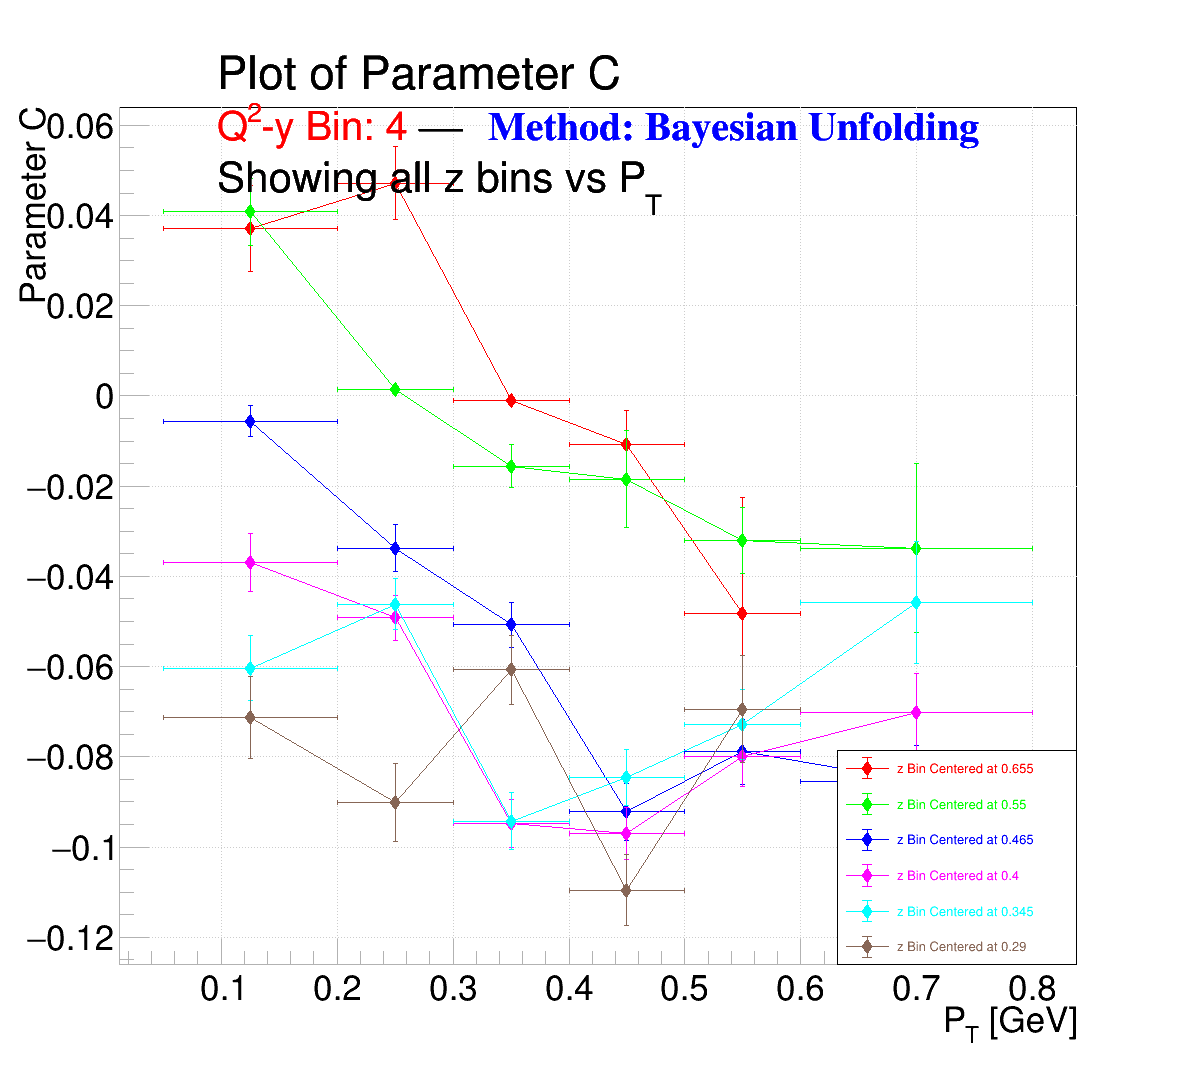 Plot of Parameter C
Q²-y Bin: 4 — Method: Bayesian Unfolding
Showing all z bins vs P_T
Parameter C
0.06
0.04
0.02
0
−0.02
−0.04
−0.06
−0.08
−0.1
−0.12
z Bin Centered at 0.655
z Bin Centered at 0.55
z Bin Centered at 0.465
z Bin Centered at 0.4
z Bin Centered at 0.345
z Bin Centered at 0.29
0.1 0.2 0.3 0.4 0.5 0.6 0.7 0.8
P_T [GeV]